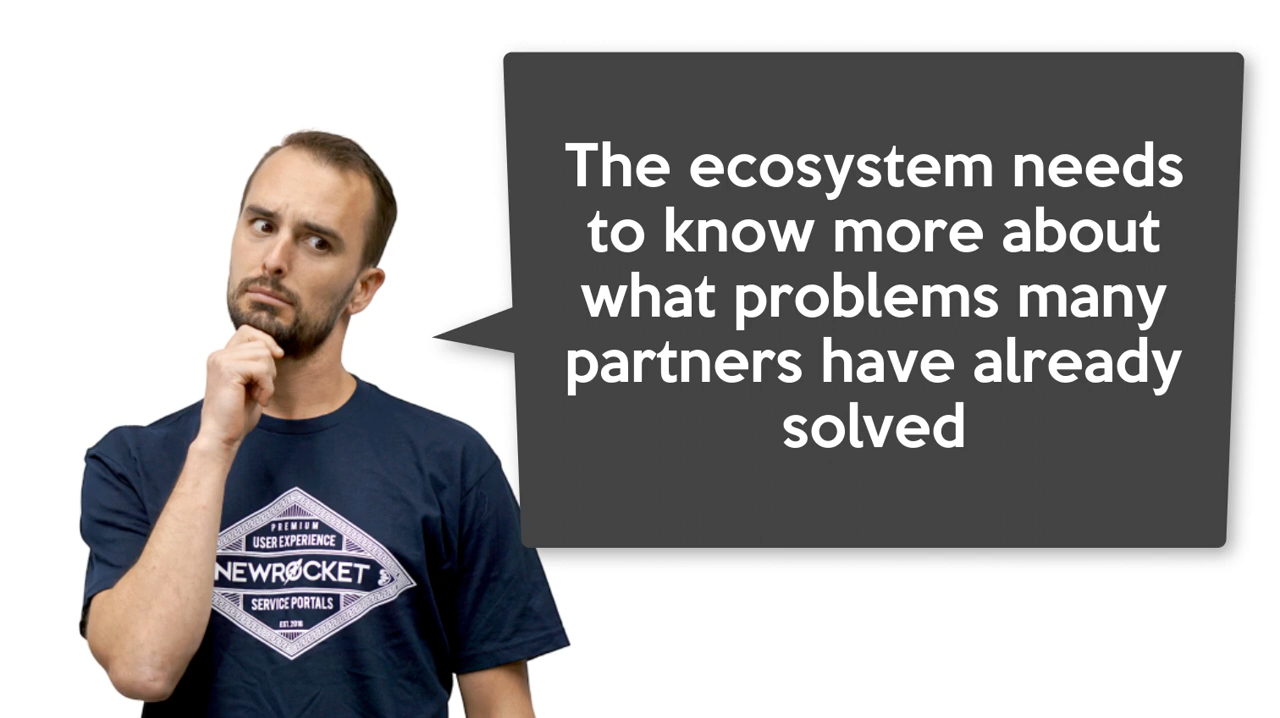 The ecosystem needs
to know more about
what problems many
partners have already
solved
PREMIUM
USER EXPERIENCE
NEWROCKET
SERVICE PORTALS
EST. 2016